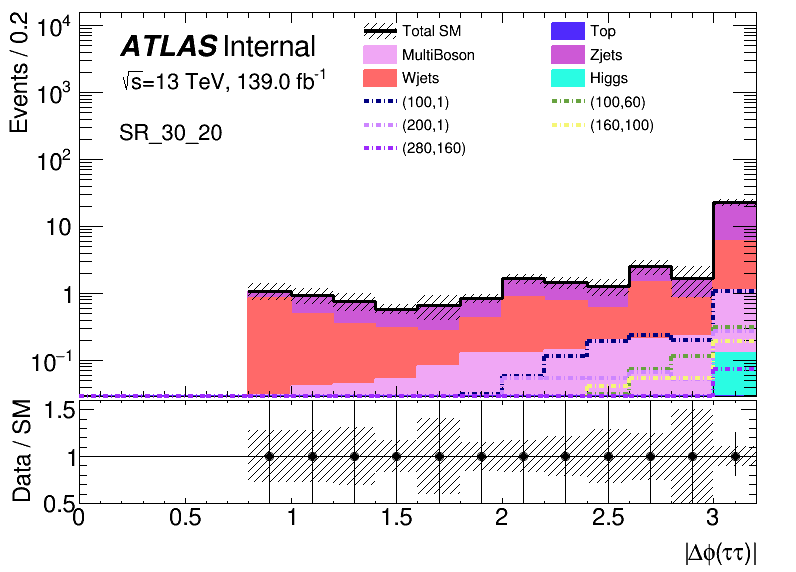 ATLAS Internal
√s=13 TeV, 139.0 fb⁻¹
SR_30_20
Total SM
Top
MultiBoson
Zjets
Wjets
Higgs
(100,1)
(100,60)
(200,1)
(160,100)
(280,160)
Events / 0.2
10⁴
10³
10²
10
1
10⁻¹
Data / SM
1.5
1
0.5
0 0.5 1 1.5 2 2.5 3
|Δϕ(ττ)|